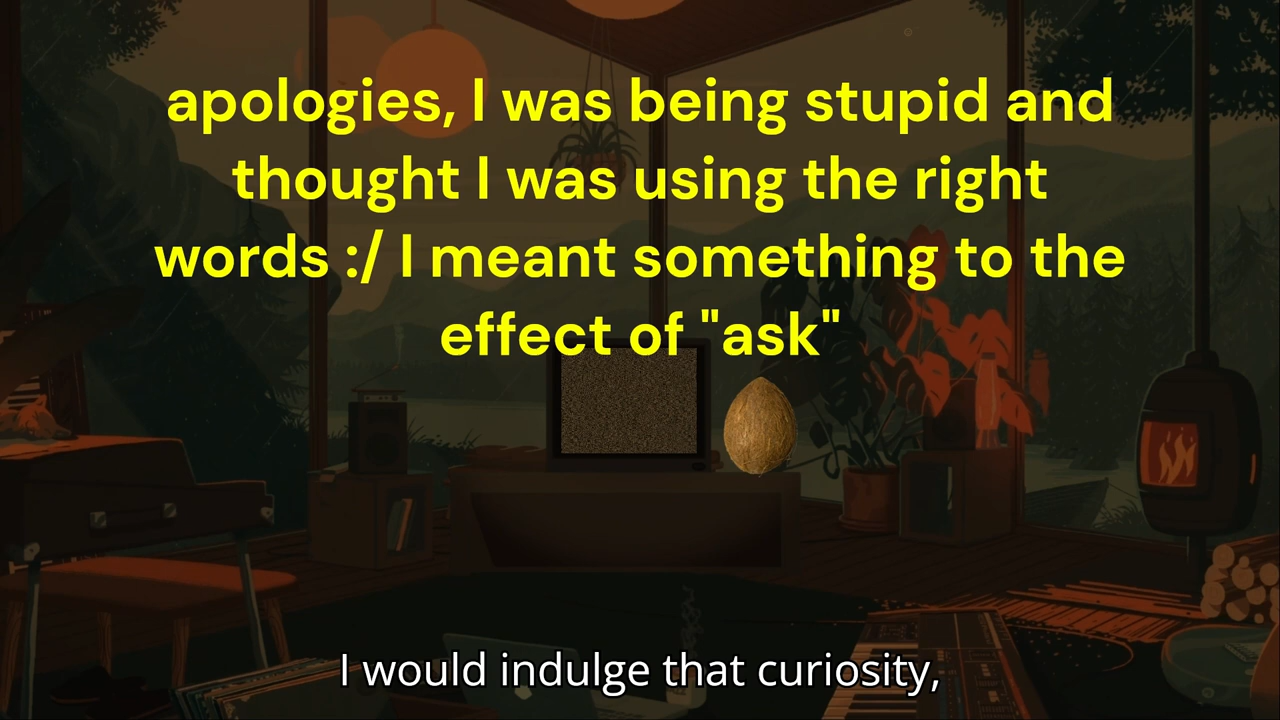 apologies, I was being stupid and
thought I was using the right
words :/ I meant something to the
effect of "ask"
I would indulge that curiosity,